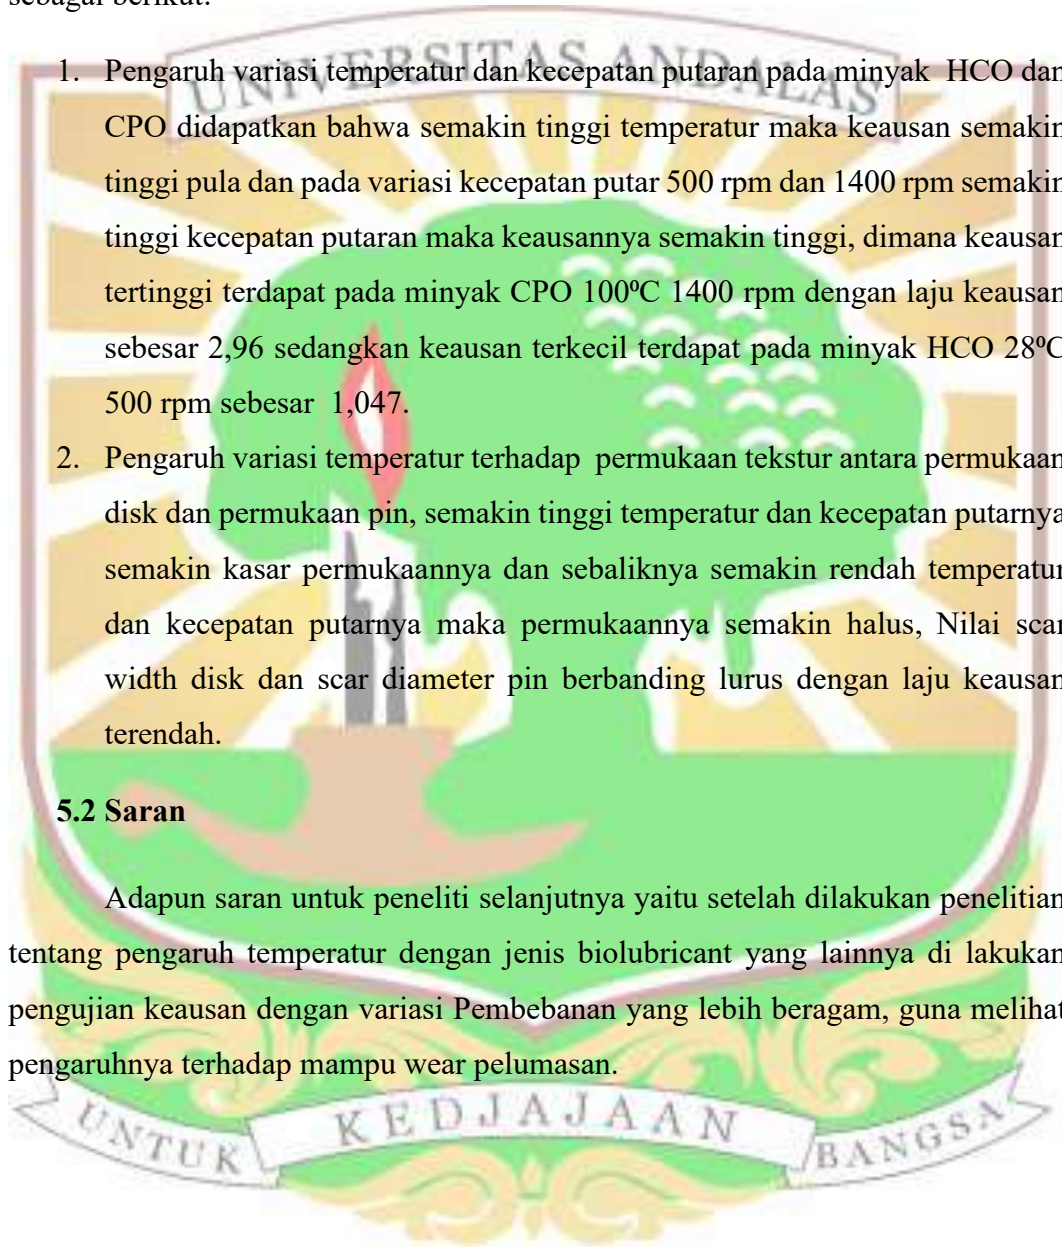 sebagai berikut:
UNIVERSITAS ANDALAS
1. Pengaruh variasi temperatur dan kecepatan putaran pada minyak HCO dan
CPO didapatkan bahwa semakin tinggi temperatur maka keausan semakin
tinggi pula dan pada variasi kecepatan putar 500 rpm dan 1400 rpm semakin
tinggi kecepatan putaran maka keausannya semakin tinggi, dimana keausan
tertinggi terdapat pada minyak CPO 100⁰C 1400 rpm dengan laju keausan
sebesar 2,96 sedangkan keausan terkecil terdapat pada minyak HCO 28⁰C
500 rpm sebesar 1,047.
2. Pengaruh variasi temperatur terhadap permukaan tekstur antara permukaan
disk dan permukaan pin, semakin tinggi temperatur dan kecepatan putarnya
semakin kasar permukaannya dan sebaliknya semakin rendah temperatur
dan kecepatan putarnya maka permukaannya semakin halus, Nilai scar
width disk dan scar diameter pin berbanding lurus dengan laju keausan
terendah.
5.2 Saran
Adapun saran untuk peneliti selanjutnya yaitu setelah dilakukan penelitian
tentang pengaruh temperatur dengan jenis biolubricant yang lainnya di lakukan
pengujian keausan dengan variasi Pembebanan yang lebih beragam, guna melihat
pengaruhnya terhadap mampu wear pelumasan.
UNTUK KEDJAJAAN BANGSA